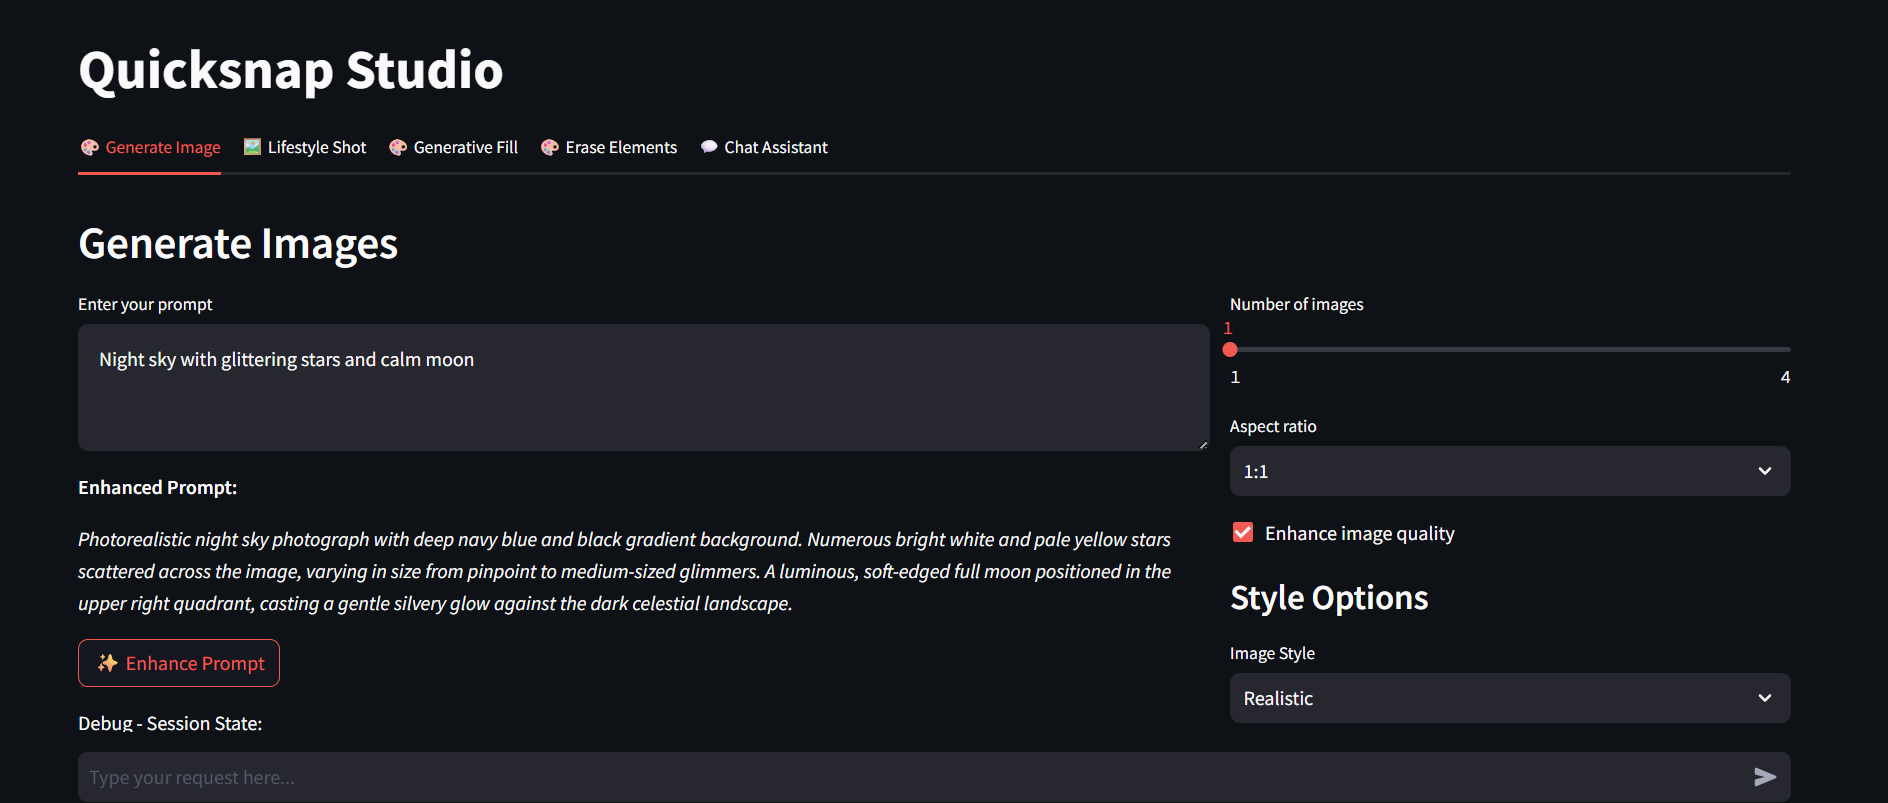 Quicksnap Studio
Generate Image
Lifestyle Shot
Generative Fill
Erase Elements
Chat Assistant
Generate Images
Enter your prompt
Night sky with glittering stars and calm moon
Enhanced Prompt:
Photorealistic night sky photograph with deep navy blue and black gradient background. Numerous bright white and pale yellow stars
scattered across the image, varying in size from pinpoint to medium-sized glimmers. A luminous, soft-edged full moon positioned in the
upper right quadrant, casting a gentle silvery glow against the dark celestial landscape.
Enhance Prompt
Debug - Session State:
Number of images
1
1
4
Aspect ratio
1:1
Enhance image quality
Style Options
Image Style
Realistic
Type your request here...